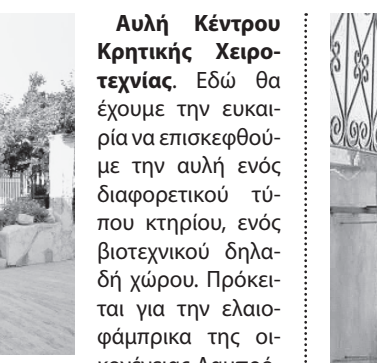 Αυλή Κέντρου
Κρητικής Χειρο-
τεχνίας. Εδώ θα
έχουμε την ευκαι-
ρία να επισκεφθού-
με την αυλή ενός
διαφορετικού τύ-
που κτηρίου, ενός
βιοτεχνικού δηλα-
δή χώρου. Πρόκει-
ται για την ελαιο-
φάμπρικα της οι-